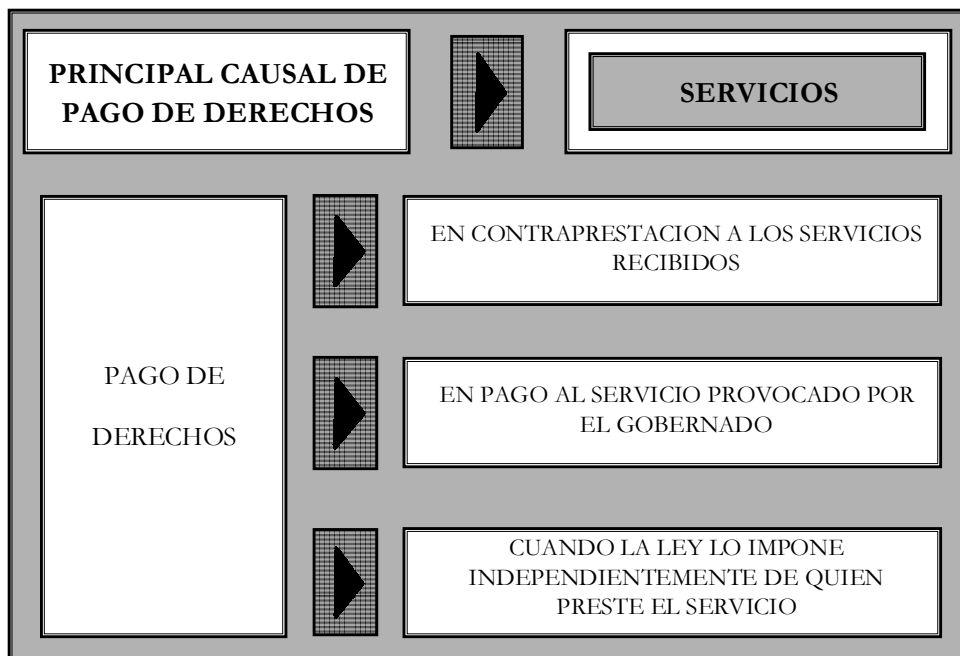 PRINCIPAL CAUSAL DE
PAGO DE DERECHOS
SERVICIOS
PAGO DE
DERECHOS
EN CONTRAPRESTACION A LOS SERVICIOS
RECIBIDOS
EN PAGO AL SERVICIO PROVOCADO POR
EL GOBERNADO
CUANDO LA LEY LO IMPONE
INDEPENDIENTEMENTE DE QUIEN
PRESTE EL SERVICIO